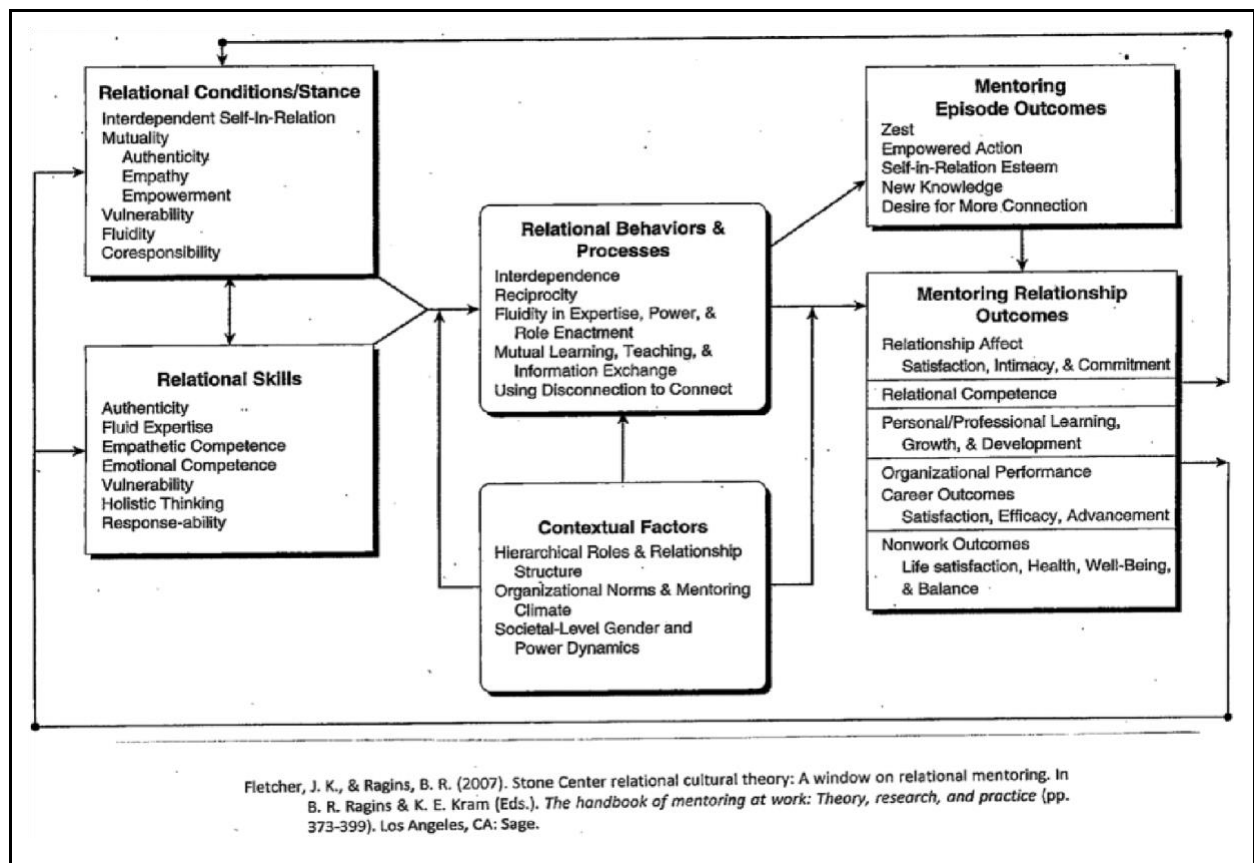 Relational Conditions/Stance
Interdependent Self-In-Relation
Mutuality
Authenticity
Empathy
Empowerment
Vulnerability
Fluidity
Coresponsibility
Relational Skills
Authenticity
Fluid Expertise
Empathetic Competence
Emotional Competence
Vulnerability
Holistic Thinking
Response-ability
Relational Behaviors &
Processes
Interdependence
Reciprocity
Fluidity in Expertise, Power, &
Role Enactment
Mutual Learning, Teaching, &
Information Exchange
Using Disconnection to Connect
Contextual Factors
Hierarchical Roles & Relationship
Structure
Organizational Norms & Mentoring
Climate
Societal-Level Gender and
Power Dynamics
Mentoring
Episode Outcomes
Zest
Empowered Action
Self-in-Relation Esteem
New Knowledge
Desire for More Connection
Mentoring Relationship
Outcomes
Relationship Affect
Satisfaction, Intimacy, & Commitment
Relational Competence
Personal/Professional Learning,
Growth, & Development
Organizational Performance
Career Outcomes
Satisfaction, Efficacy, Advancement
Nonwork Outcomes
Life satisfaction, Health, Well-Being,
& Balance
Fletcher, J. K., & Ragins, B. R. (2007). Stone Center relational cultural theory: A window on relational mentoring. In
B. R. Ragins & K. E. Kram (Eds.). The handbook of mentoring at work: Theory, research, and practice (pp.
373-399). Los Angeles, CA: Sage.